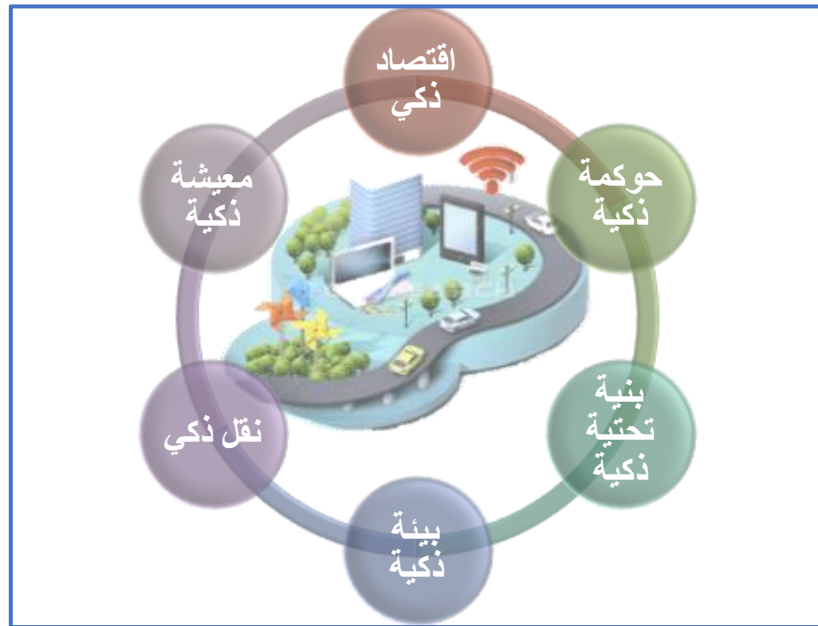 اقتصاد
ذكي
حوكمة
ذكية
بنية
تحتية
ذكية
بيئة
ذكية
نقل ذكي
معيشة
ذكية